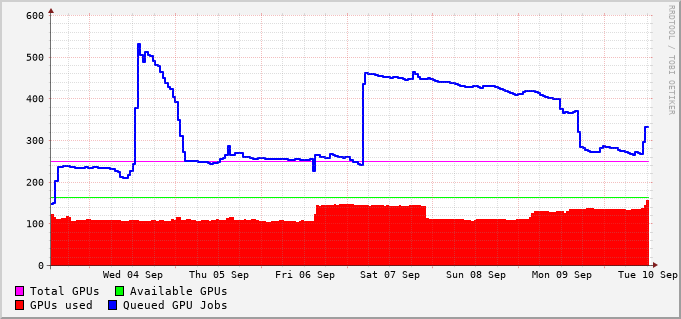 600
500
400
300
200
100
0
Wed 04 Sep Thu 05 Sep Fri 06 Sep Sat 07 Sep Sun 08 Sep Mon 09 Sep Tue 10 Sep
Total GPUs Available GPUs
GPUs used Queued GPU Jobs
RRDTOOL / TOBI OETIKER